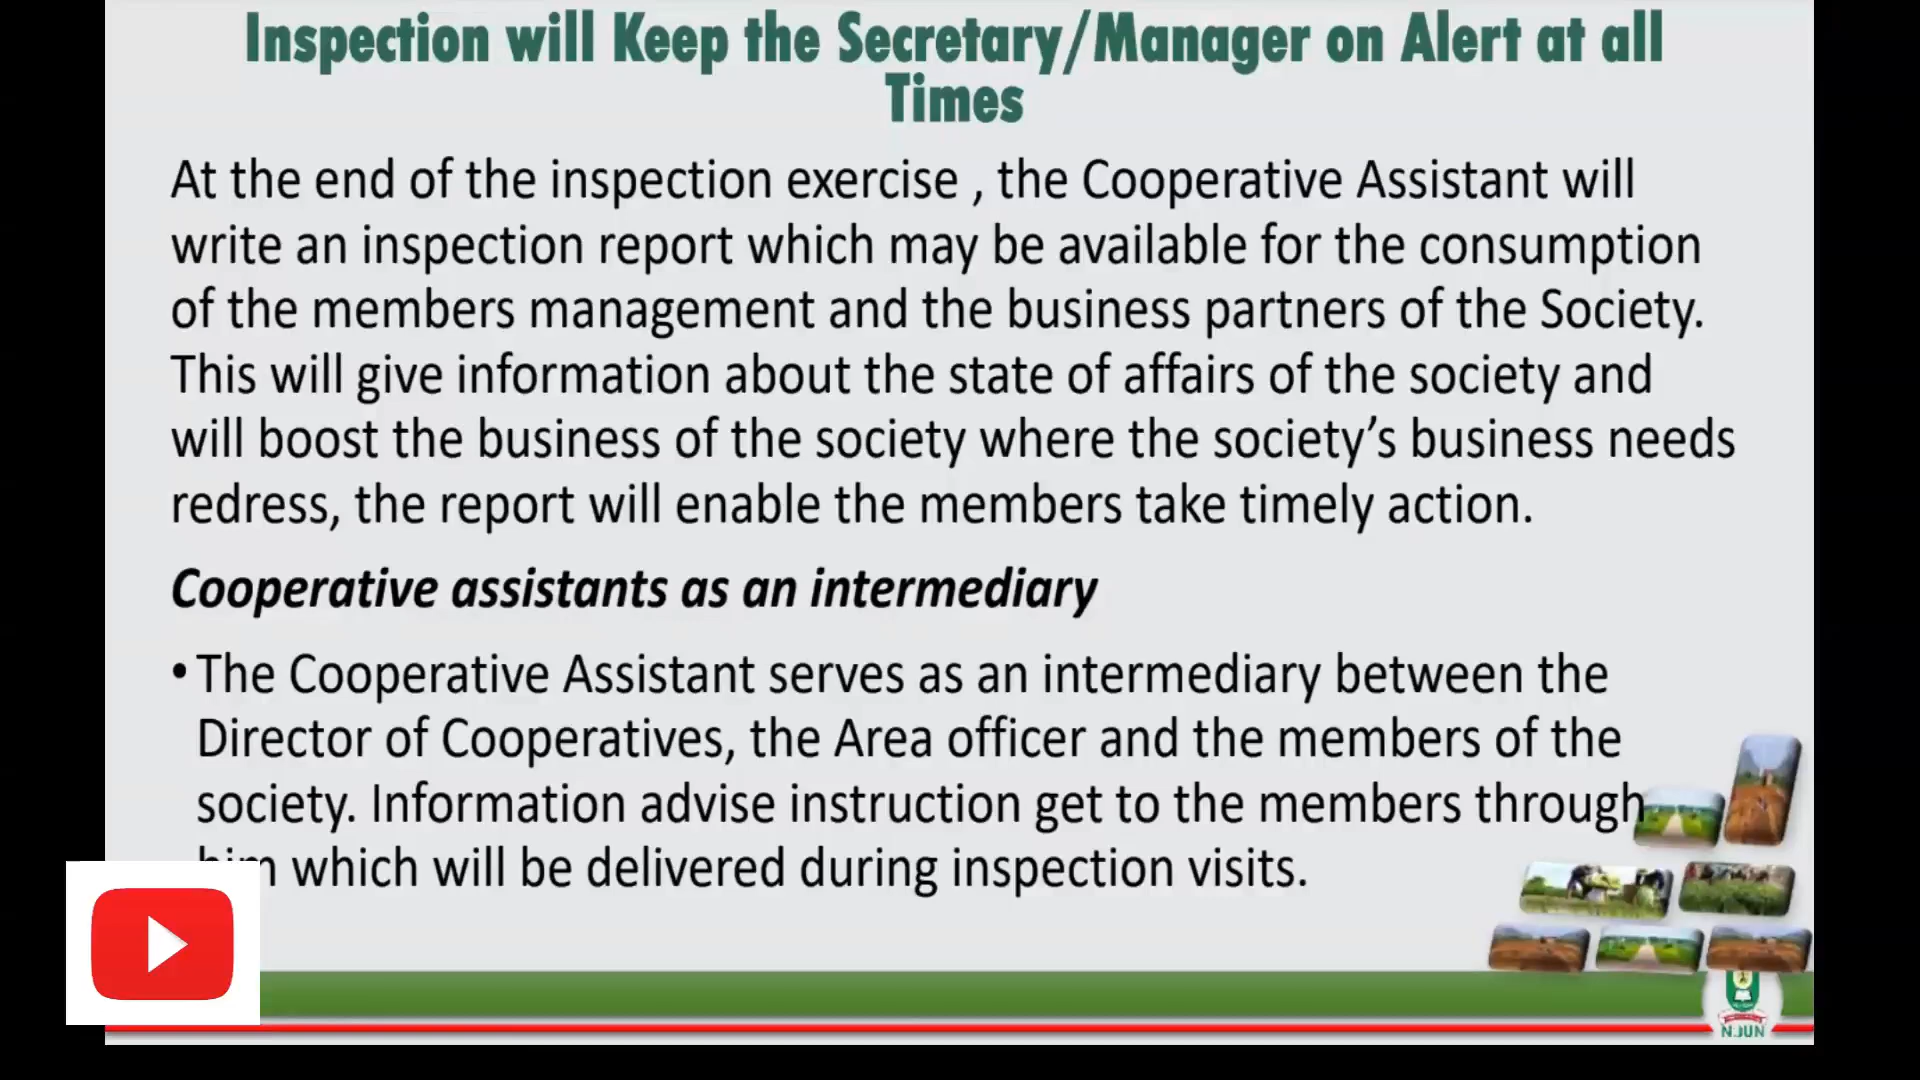 Inspection will Keep the Secretary/Manager on Alert at all
Times
At the end of the inspection exercise , the Cooperative Assistant will
write an inspection report which may be available for the consumption
of the members management and the business partners of the Society.
This will give information about the state of affairs of the society and
will boost the business of the society where the society’s business needs
redress, the report will enable the members take timely action.
Cooperative assistants as an intermediary
• The Cooperative Assistant serves as an intermediary between the
Director of Cooperatives, the Area officer and the members of the
society. Information advise instruction get to the members through
him which will be delivered during inspection visits.